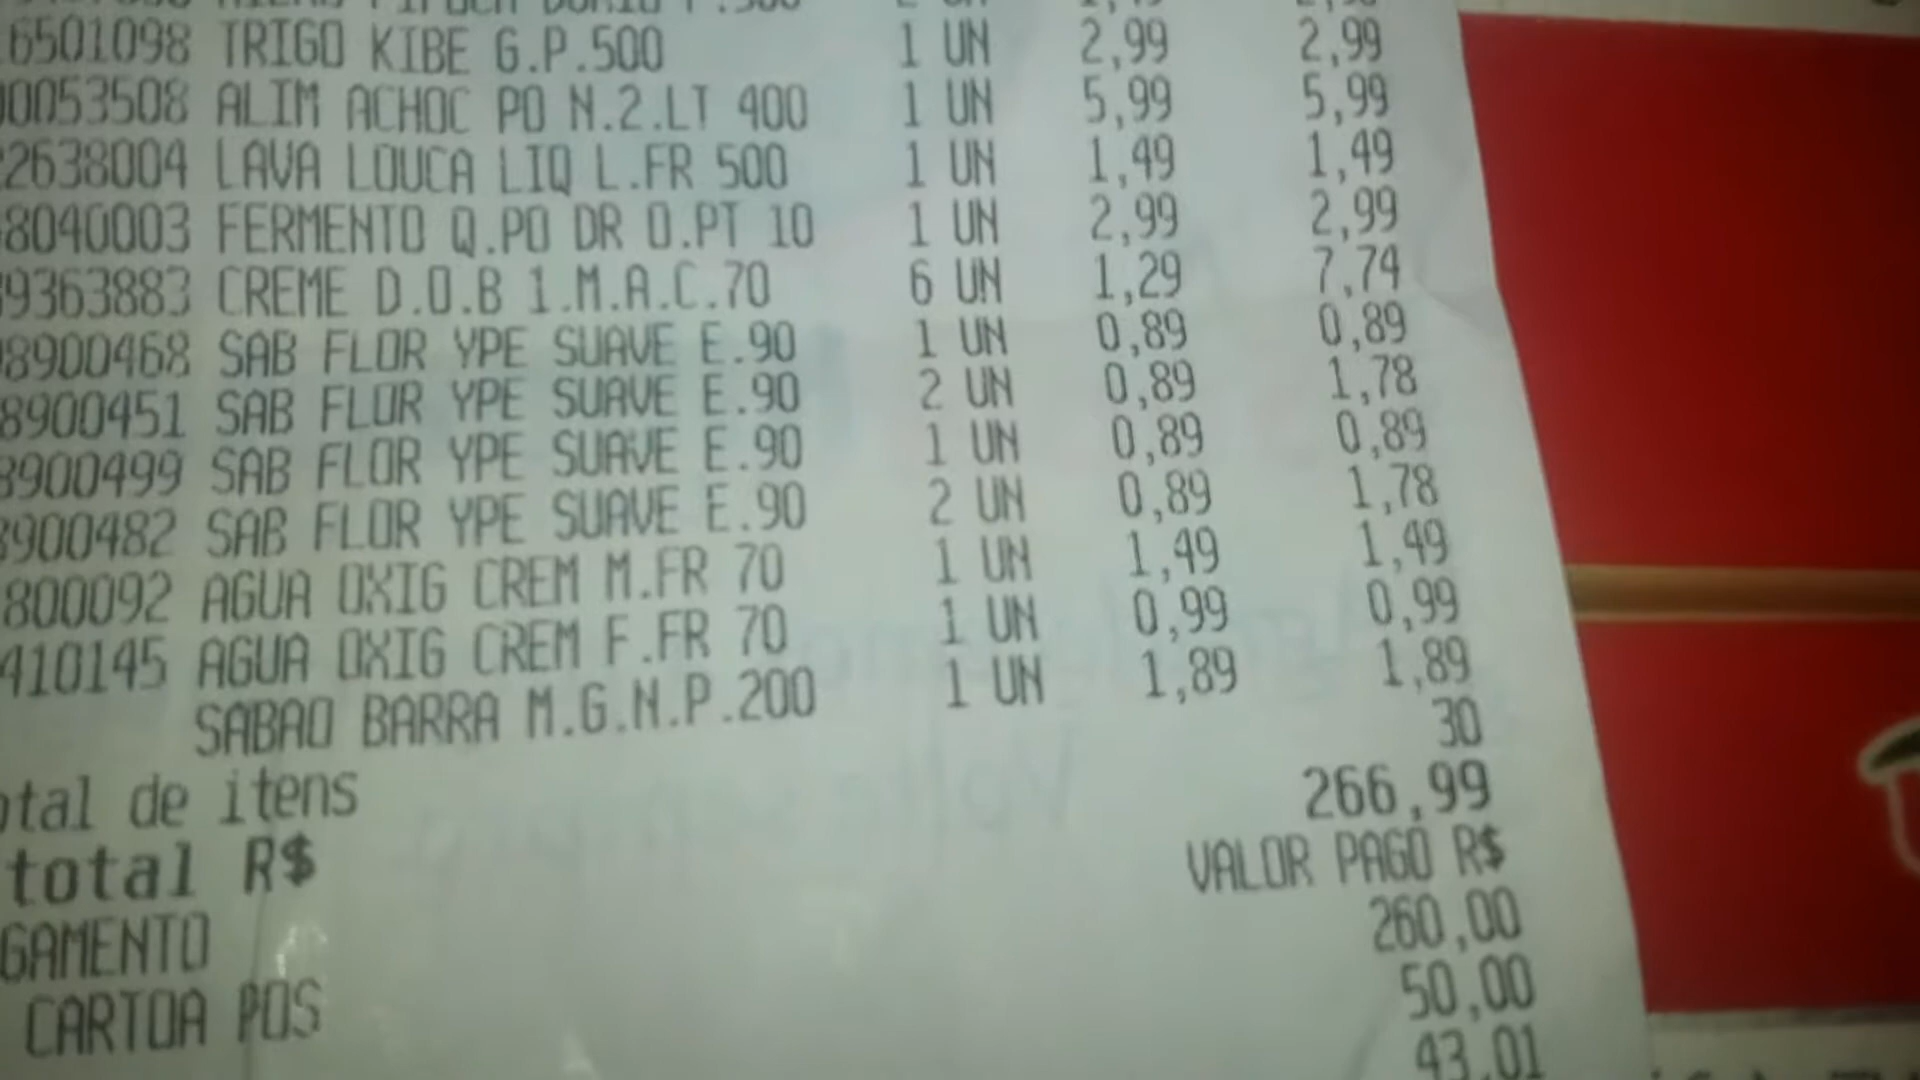 6501098 TRIGO KIBE G.P.500 1 UN 2,99 2,99
0053508 ALIM ACHOC PO N.2.LT 400 1 UN 5,99 5,99
2638004 LAVA LOUCA LIQ L.FR 500 1 UN 1,49 1,49
8040003 FERMENTO Q.PO DR O.PT 10 1 UN 2,99 2,99
9363883 CREME D.O.B 1.M.A.C.70 6 UN 1,29 7,74
8900468 SAB FLOR YPE SUAVE E.90 1 UN 0,89 0,89
8900451 SAB FLOR YPE SUAVE E.90 2 UN 0,89 1,78
8900499 SAB FLOR YPE SUAVE E.90 1 UN 0,89 0,89
8900482 SAB FLOR YPE SUAVE E.90 2 UN 0,89 1,78
800092 AGUA OXIG CREM M.FR 70 1 UN 1,49 1,49
410145 AGUA OXIG CREM F.FR 70 1 UN 0,99 0,99
SABAO BARRA M.G.N.P.200 1 UN 1,89 1,89
otal de itens 30
total R$ 266,99
GAMENTO VALOR PAGO R$
CARTOA POS 260,00
50,00
43,01